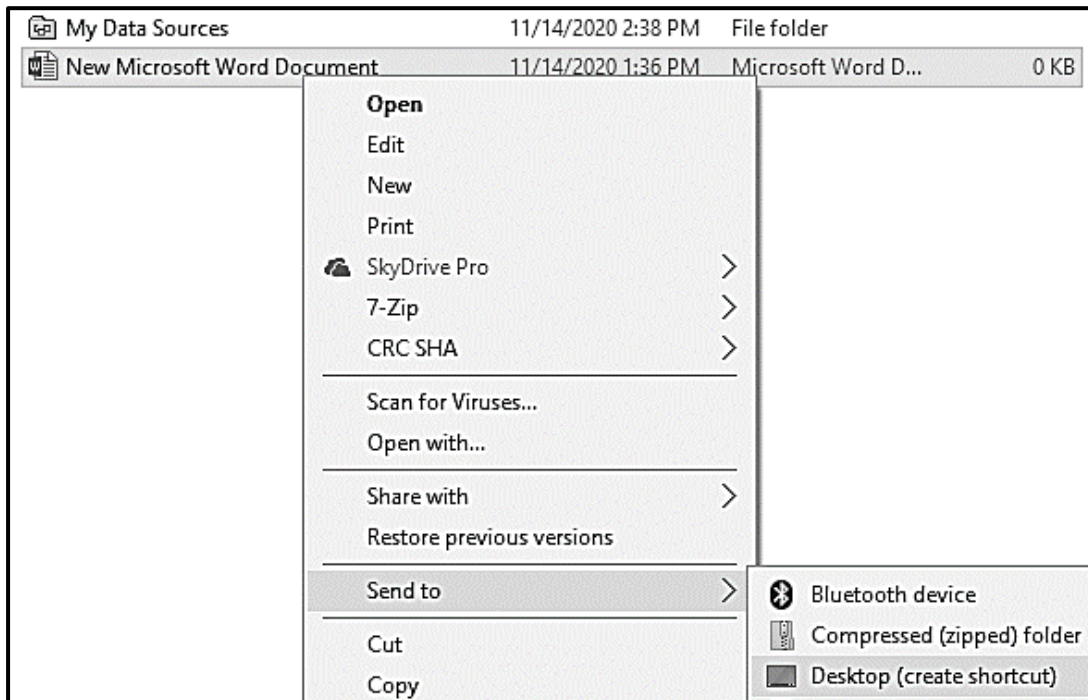 My Data Sources 11/14/2020 2:38 PM File folder
New Microsoft Word Document 11/14/2020 1:36 PM Microsoft Word D... 0 KB
Open
Edit
New
Print
SkyDrive Pro
7-Zip
CRC SHA
Scan for Viruses...
Open with...
Share with
Restore previous versions
Send to
Bluetooth device
Compressed (zipped) folder
Desktop (create shortcut)
Cut
Copy